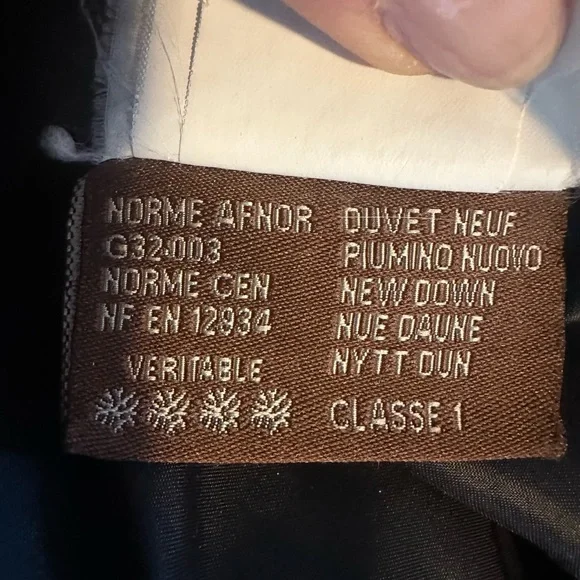 NORME AFNOR
G32-003
NORME CEN
NF EN 12934
VERITABLE
DUVET NEUF
PIUMINO NUOVO
NEW DOWN
NUE DAUNE
NYTT DUN
CLASSE 1